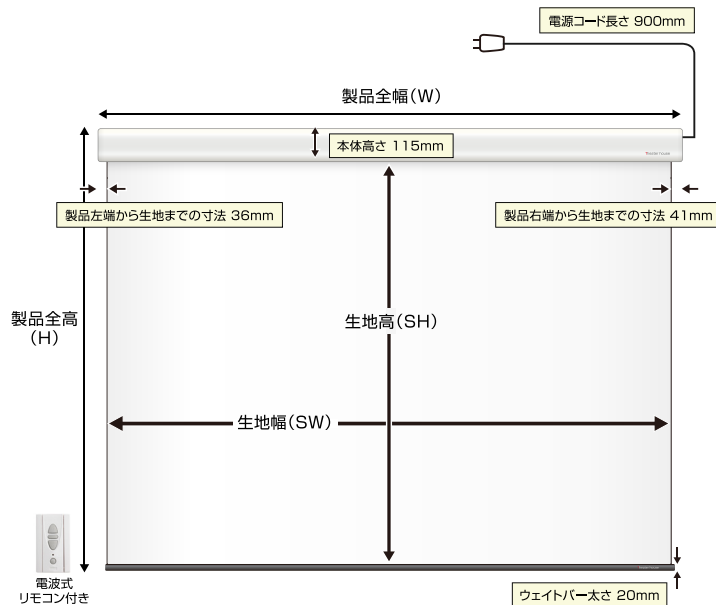 電源コード長さ 900mm
製品全幅(W)
本体高さ 115mm
製品左端から生地までの寸法 36mm
製品右端から生地までの寸法 41mm
製品全高
(H)
生地高(SH)
生地幅(SW)
電波式
リモコン付き
ウェイトバー太さ 20mm